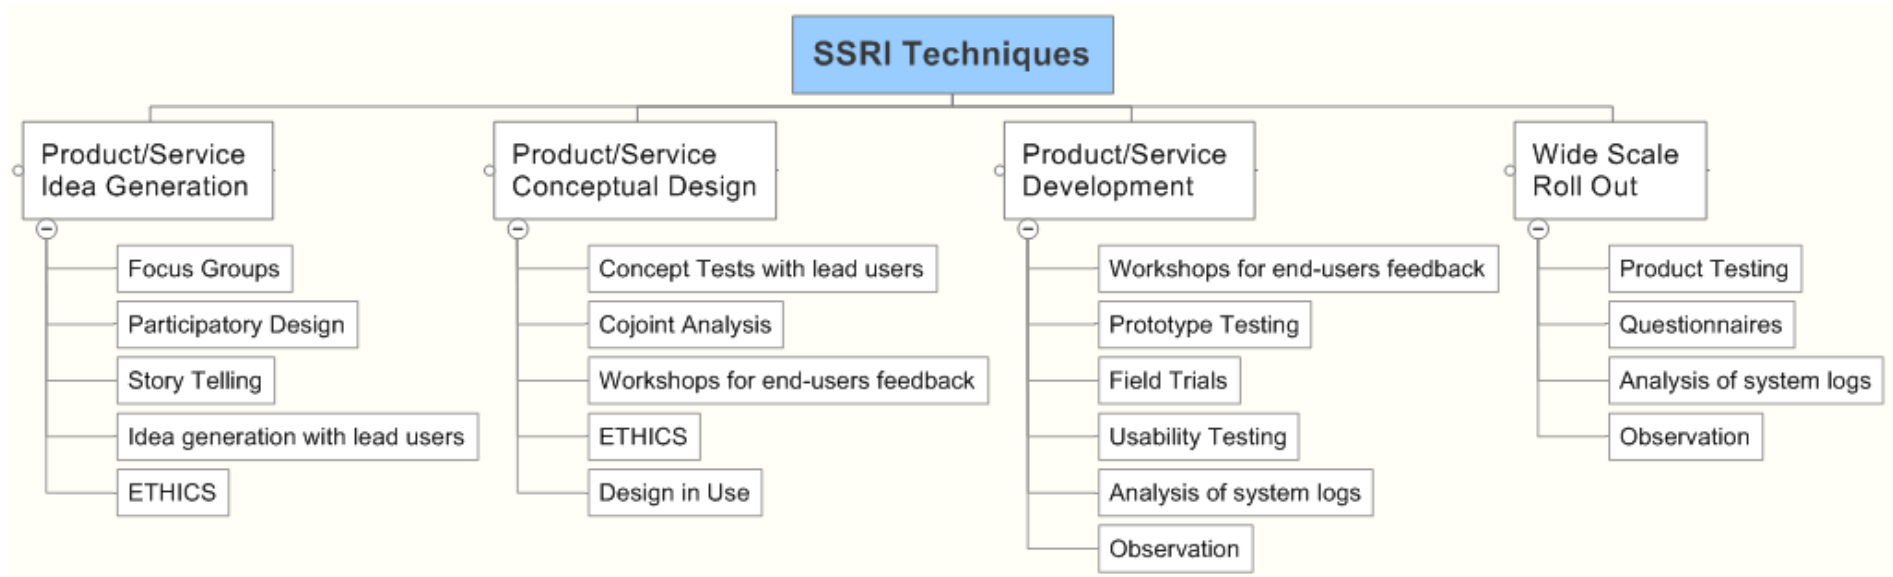 SSRI Techniques
Product/Service
Idea Generation
Focus Groups
Participatory Design
Story Telling
Idea generation with lead users
ETHICS
Product/Service
Conceptual Design
Concept Tests with lead users
Cojoint Analysis
Workshops for end-users feedback
ETHICS
Design in Use
Product/Service
Development
Workshops for end-users feedback
Prototype Testing
Field Trials
Usability Testing
Analysis of system logs
Observation
Wide Scale
Roll Out
Product Testing
Questionnaires
Analysis of system logs
Observation